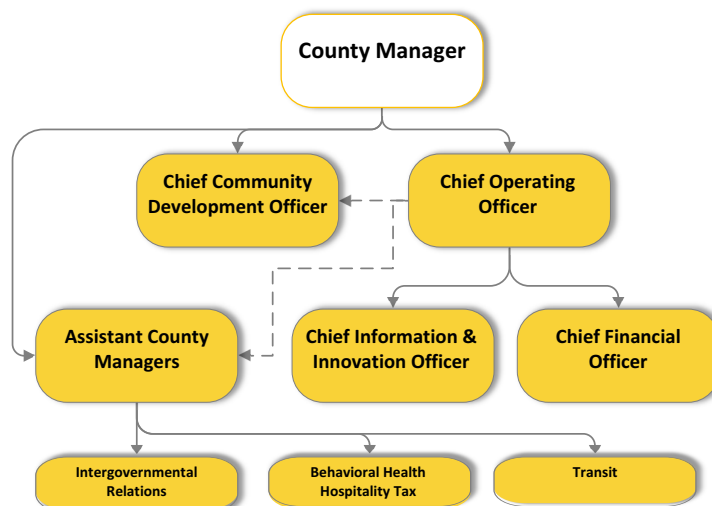 County Manager
Chief Community
Development Officer
Chief Operating
Officer
Assistant County
Managers
Chief Information &
Innovation Officer
Chief Financial
Officer
Intergovernmental
Relations
Behavioral Health
Hospitality Tax
Transit